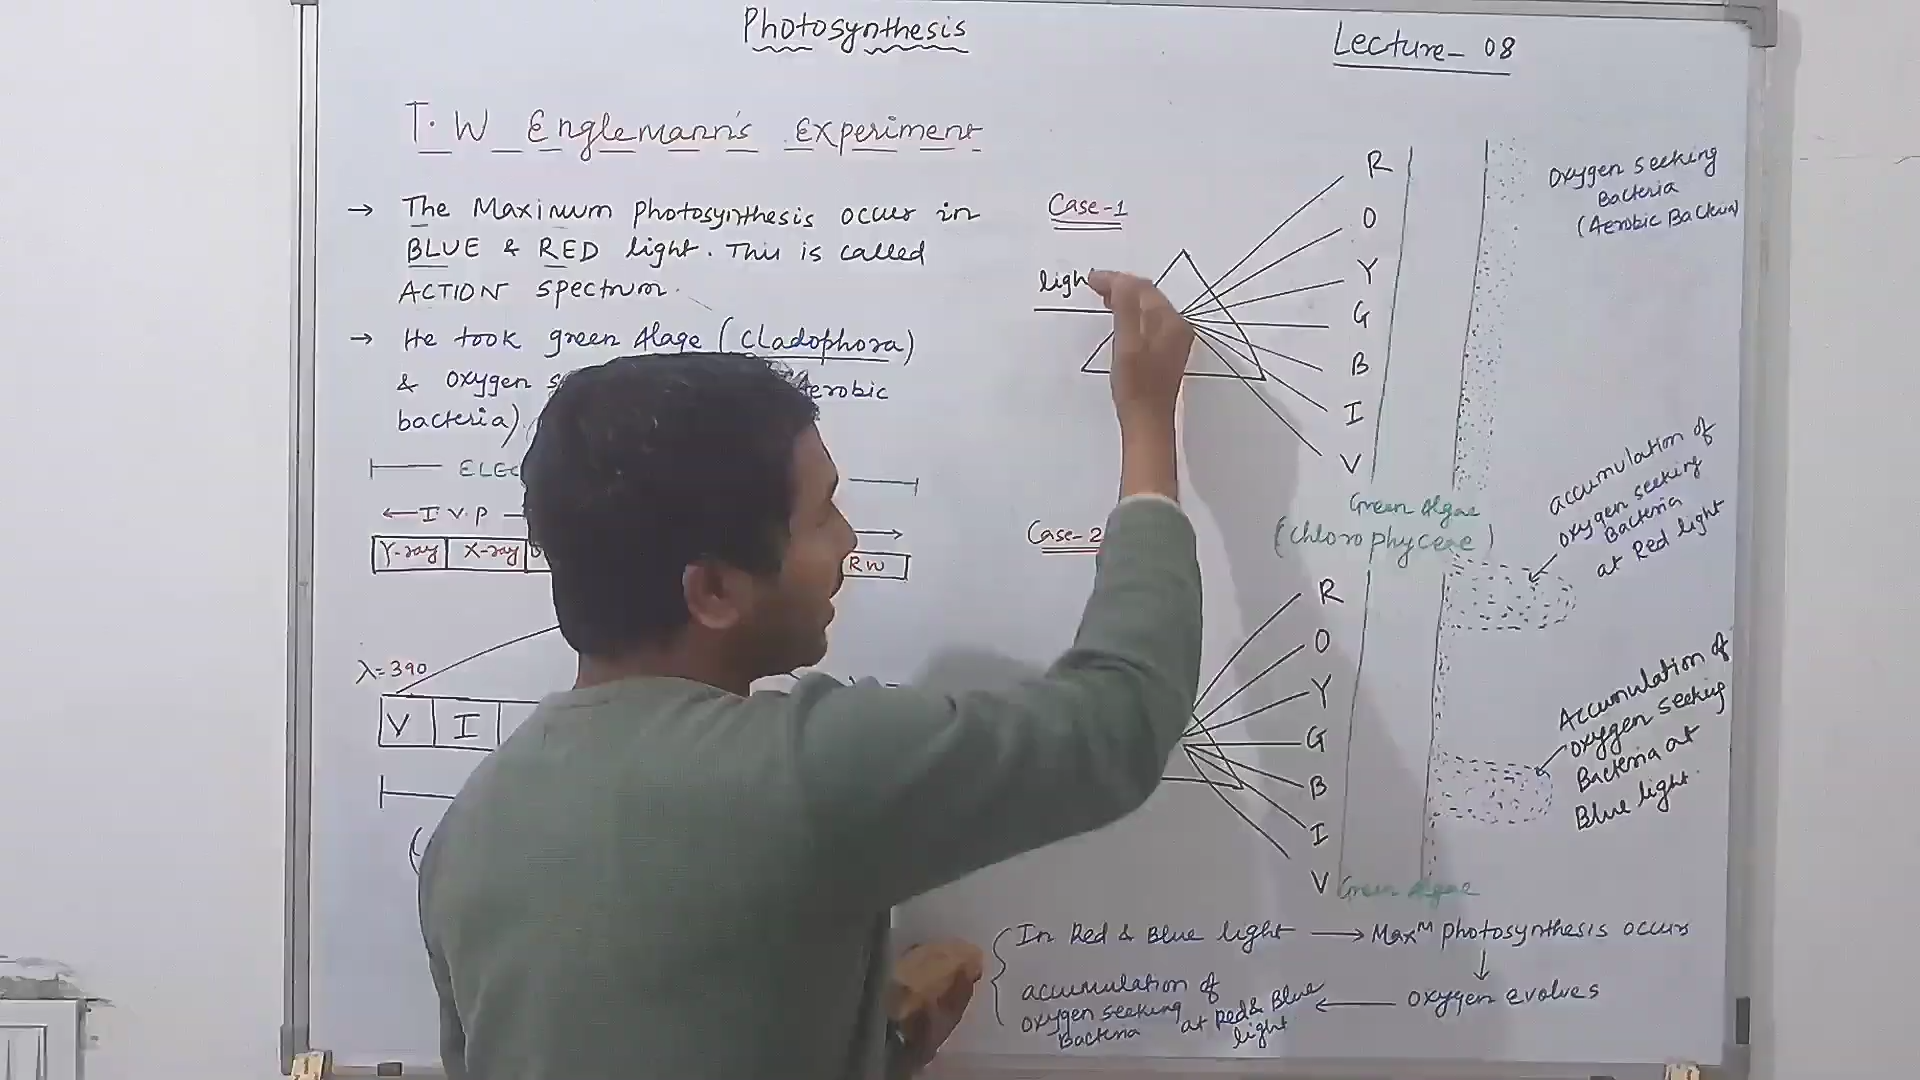 Photosynthesis
Lecture- 08
T. W Englemann's Experiment
→ The Maximum photosynthesis occur in
BLUE & RED light. This is called
ACTION spectrum.
→ He took green Alage (Cladophora)
& oxygen
Aerobic
bacteria)
ELEC
← I V.P
Y-ray X-ray
RW
λ=390
V I
Case-1
light
R
O
Y
G
B
I
V
Oxygen seeking
Bacteria
(Aerobic Bacteria)
Green Algae
(chlorophyceae)
accumulation of
oxygen seeking
Bacteria
at Red light
Case-2
R
O
Y
G
B
I
V
Green Algae
Accumulation of
oxygen seeking
Bacteria at
Blue light.
In Red & Blue light → Maxᴹ photosynthesis occurs
oxygen evolves
accumulation of
oxygen seeking
Bacteria at Red & Blue
light